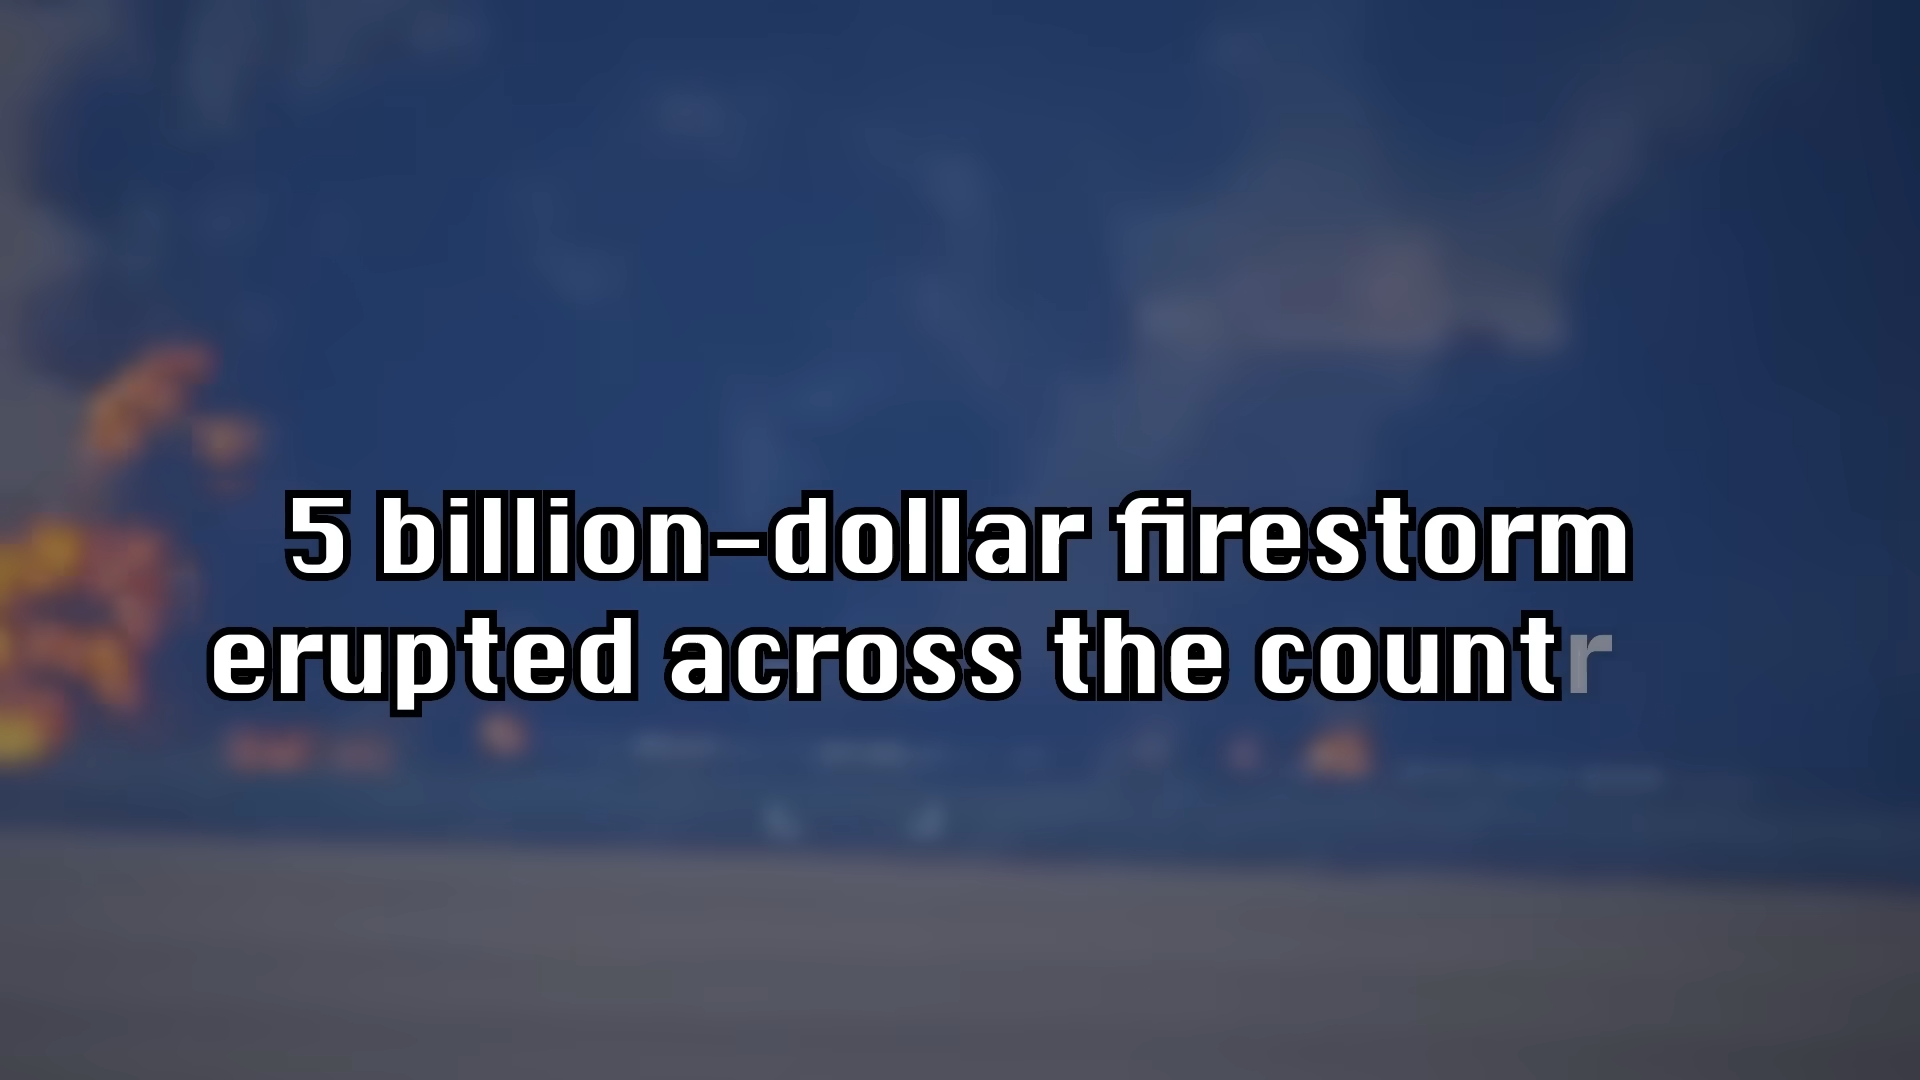 5 billion-dollar firestorm
erupted across the countr